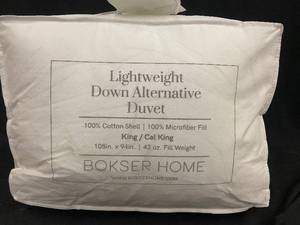 Lightweight
Down Alternative
Duvet
100% Cotton Shell | 100% Microfiber Fill
King / Cal King
108in. x 94in. | 42 oz. Fill Weight
BOKSER HOME